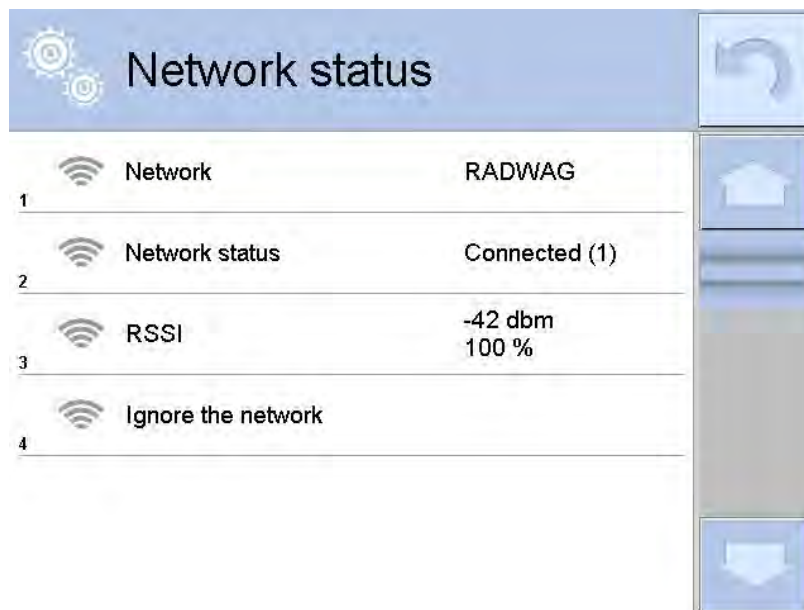 Network status
1 Network RADWAG
2 Network status Connected (1)
3 RSSI -42 dbm
100 %
4 Ignore the network